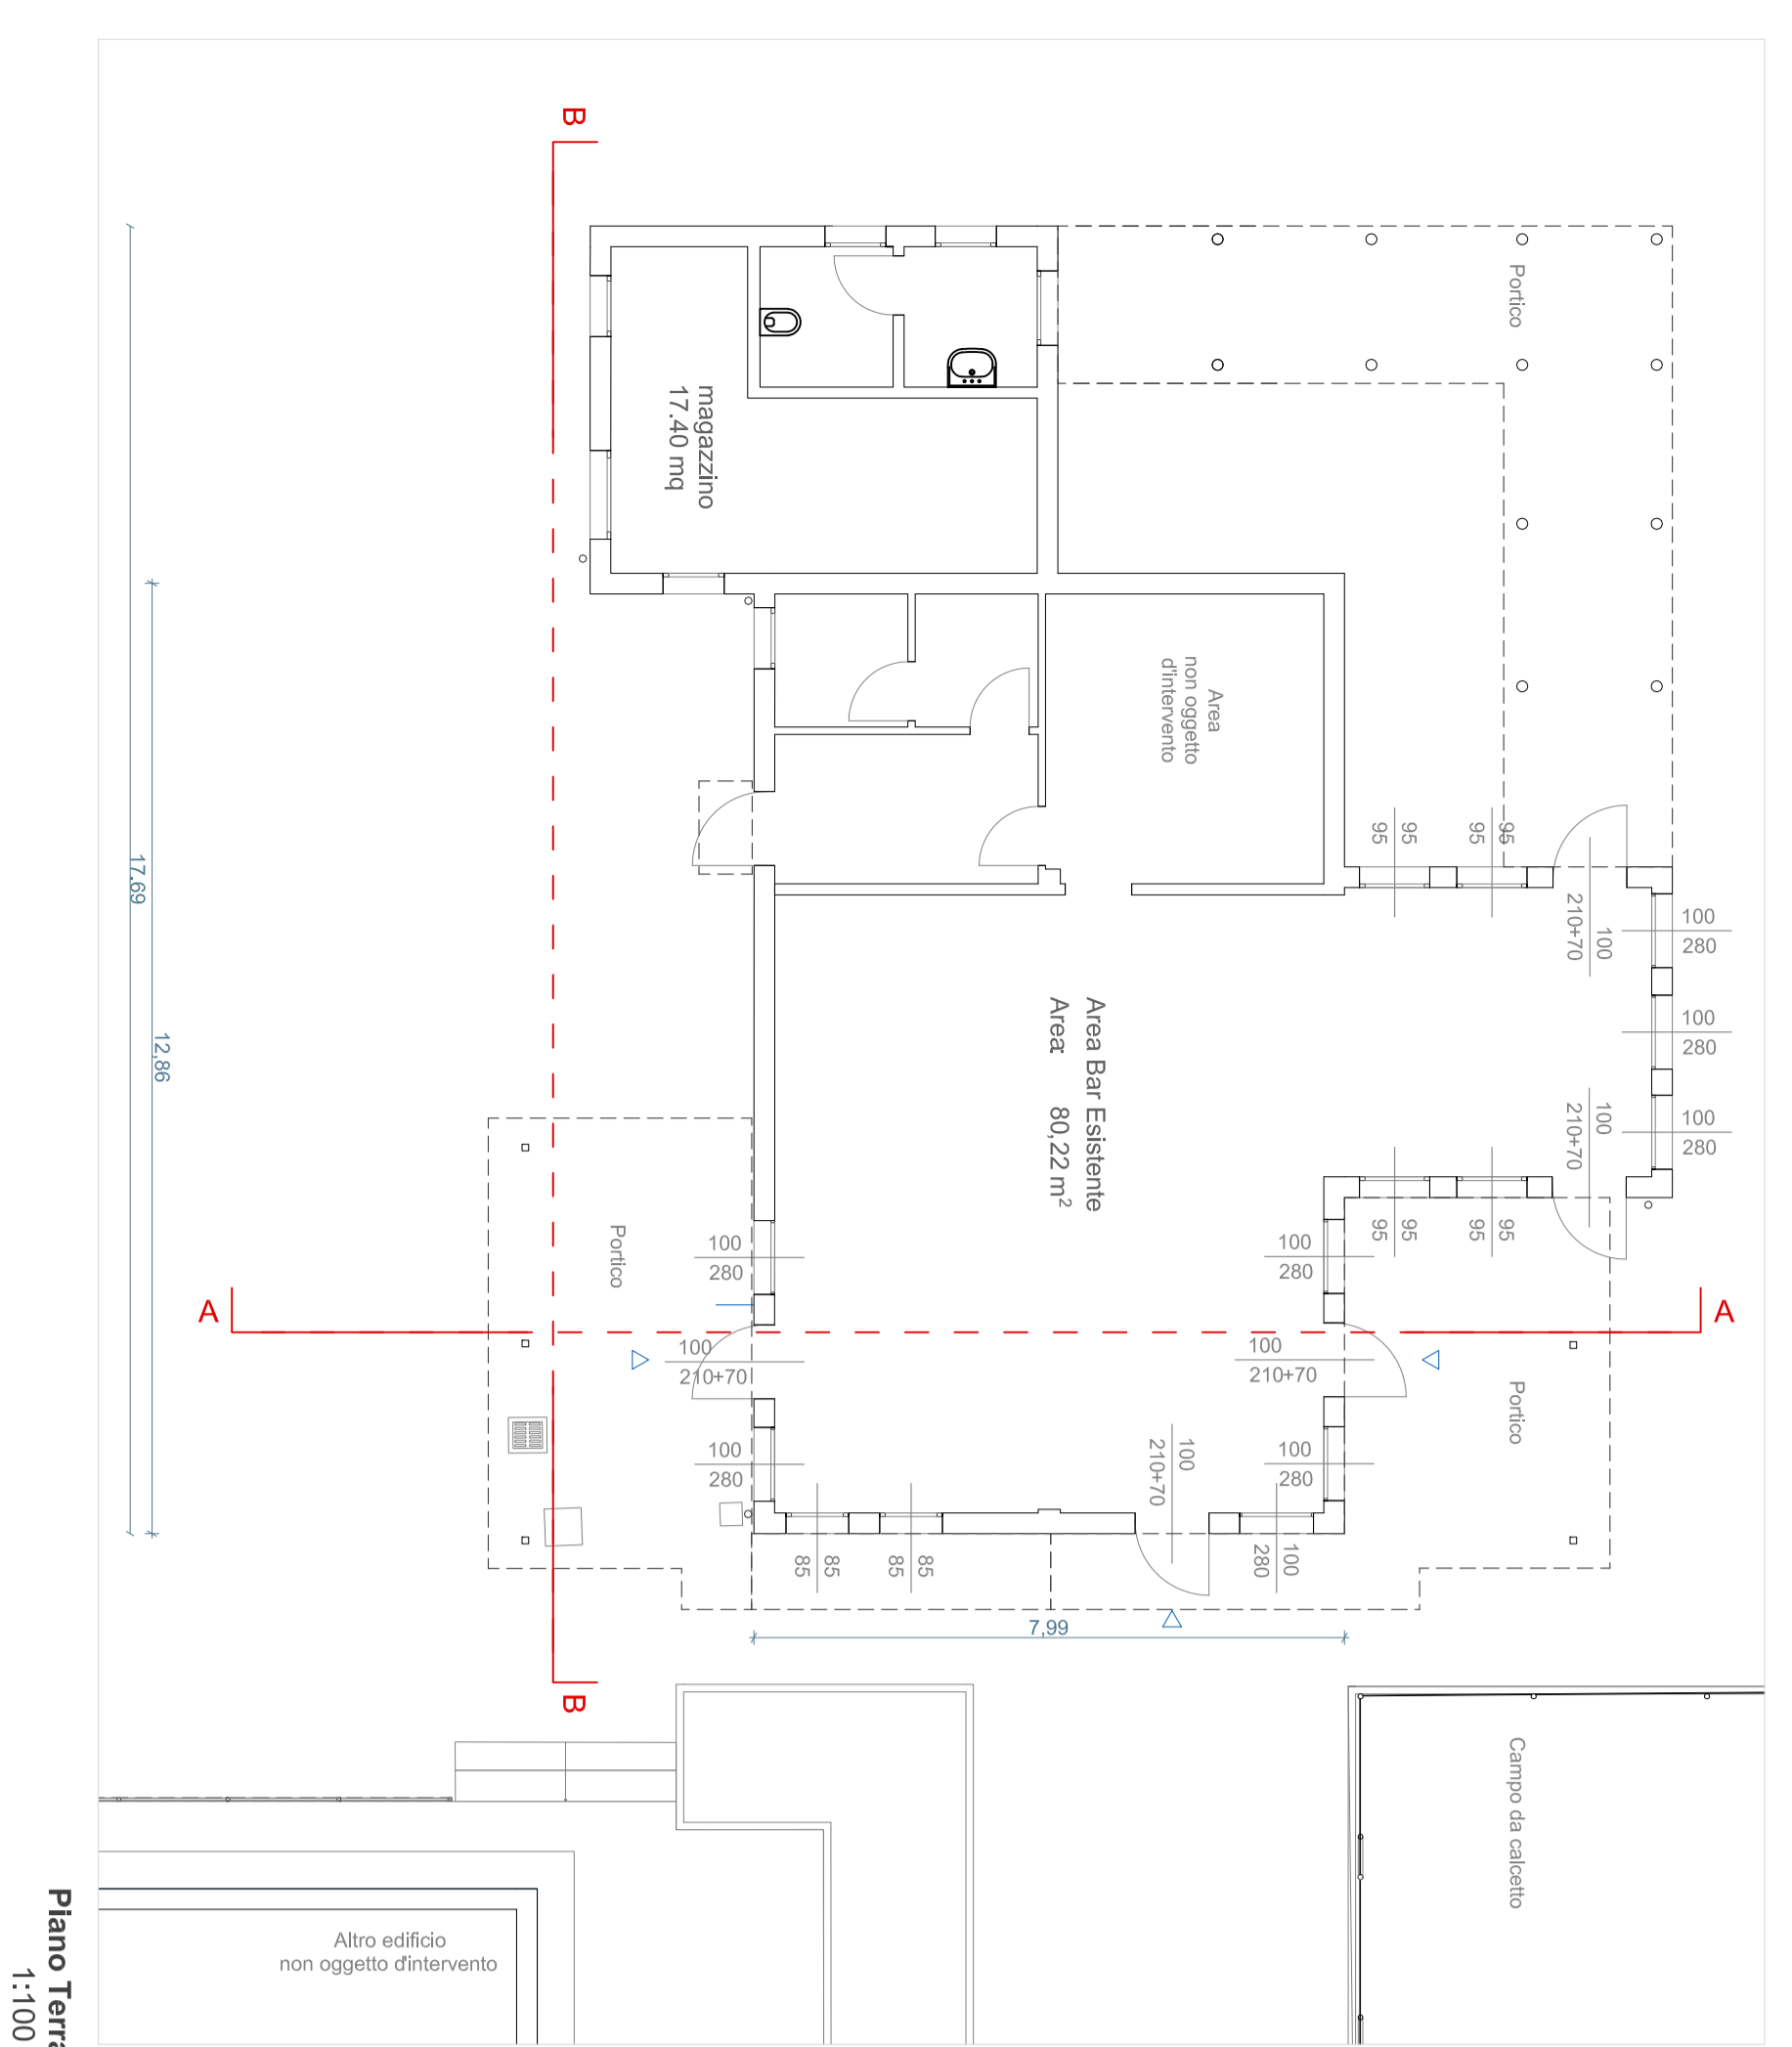 B
Portico
magazzino
17.40 mq
Area
non oggetto
d'intervento
95
95
95
95
100
210+70
100
280
100
280
100
280
17,69
12,86
Area Bar Esistente
Area: 80,22 m²
100
210+70
95
95
95
95
Portico
100
280
100
280
A
A
100
210+70
100
210+70
Portico
100
280
100
280
100
210+70
85
85
85
85
100
280
7,99
B
Campo da calcetto
Altro edificio
non oggetto d'intervento
Piano Terra
1:100